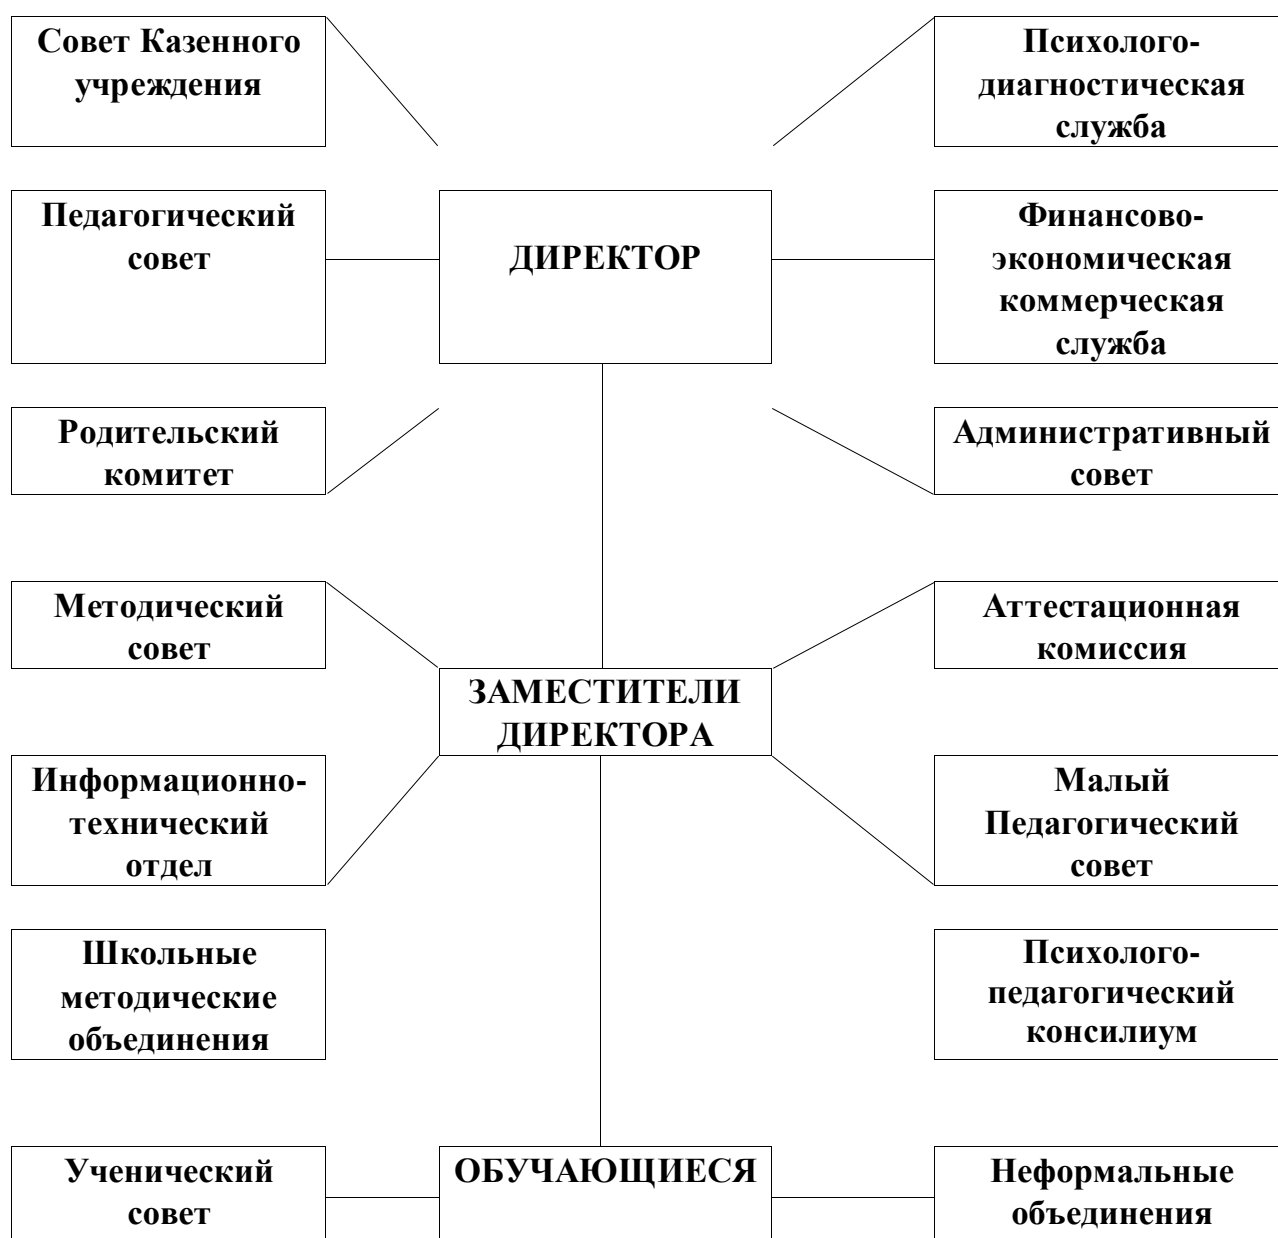 Совет Казенного
учреждения
Психолого-
диагностическая
служба
Педагогический
совет
ДИРЕКТОР
Финансово-
экономическая
коммерческая
служба
Родительский
комитет
Административный
совет
Методический
совет
Аттестационная
комиссия
ЗАМЕСТИТЕЛИ
ДИРЕКТОРА
Информационно-
технический
отдел
Малый
Педагогический
совет
Школьные
методические
объединения
Психолого-
педагогический
консилиум
Ученический
совет
ОБУЧАЮЩИЕСЯ
Неформальные
объединения